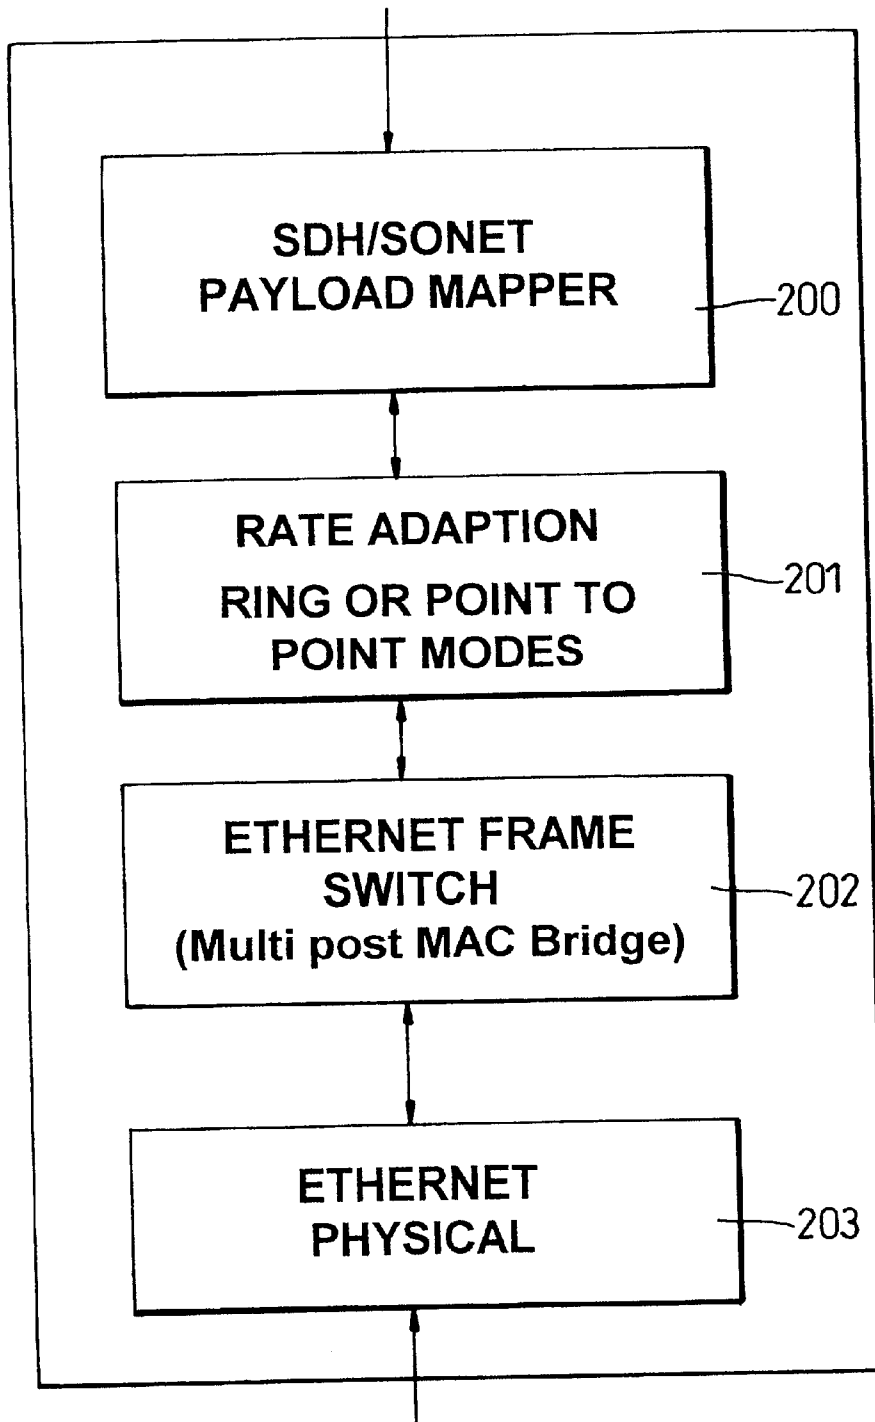 SDH/SONET
PAYLOAD MAPPER
200
RATE ADAPTION
RING OR POINT TO
POINT MODES
201
ETHERNET FRAME
SWITCH
(Multi post MAC Bridge)
202
ETHERNET
PHYSICAL
203